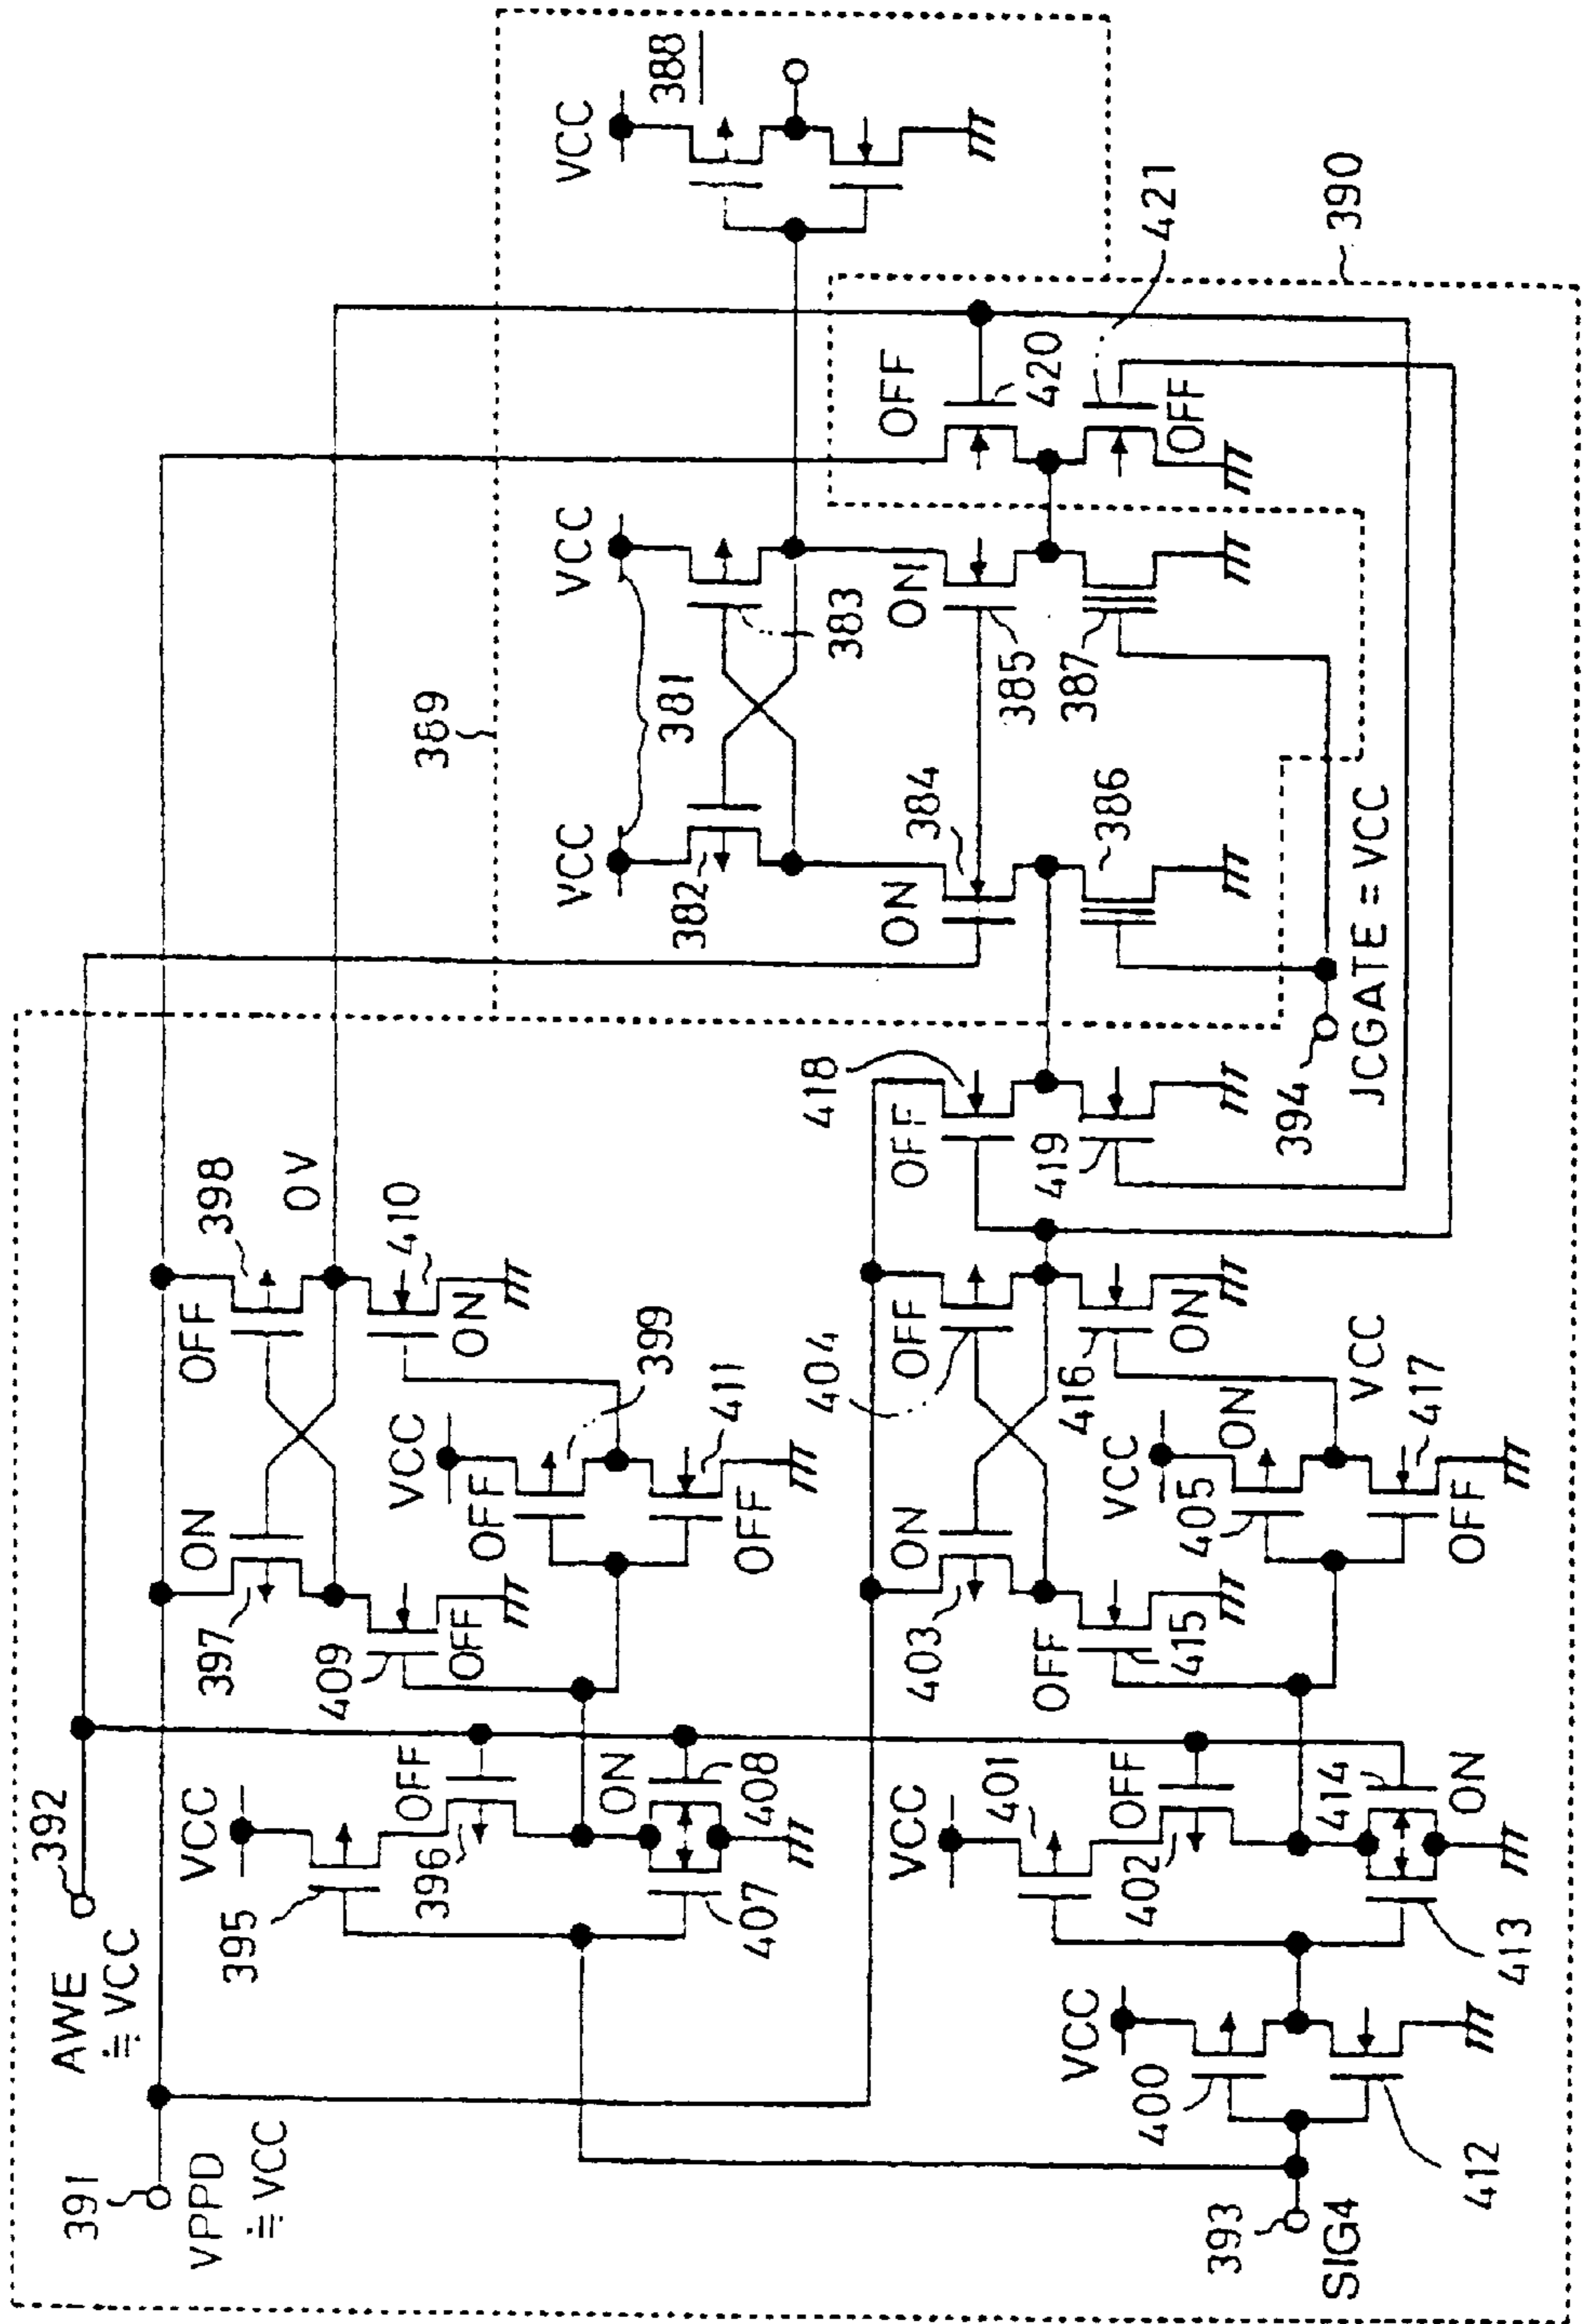 391
VPPD
≒ VCC
AWE
≒ VCC
392
393
SIG4
VCC
395
OFF
396
ON
408
407
ON
397
OFF
398
0V
409
OFF
410
ON
VCC
OFF
399
411
OFF
VCC
400
412
VCC
401
OFF
402
414
ON
413
ON
403
OFF
404
OFF
415
416
ON
VCC
ON
405
VCC
417
OFF
418
OFF
419
394
JCGATE = VCC
389
VCC
VCC
381
382
383
384
ON
385
ON
386
387
VCC
388
OFF
420
421
OFF
390